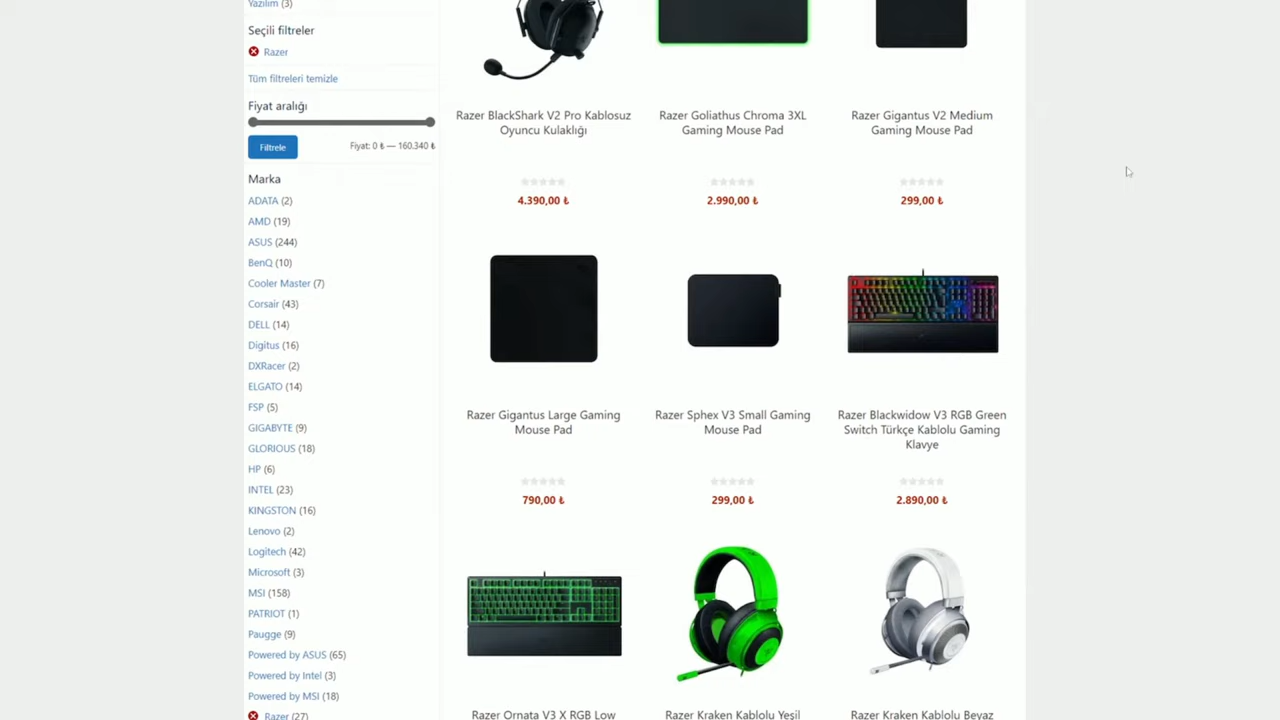 Yazılım (3)
Seçili filtreler
Razer
Tüm filtreleri temizle
Fiyat aralığı
Filtrele
Fiyat: 0 ₺ — 160.340 ₺
Marka
ADATA (2)
AMD (19)
ASUS (244)
BenQ (10)
Cooler Master (7)
Corsair (43)
DELL (14)
Digitus (16)
DXRacer (2)
ELGATO (14)
FSP (5)
GIGABYTE (9)
GLORIOUS (18)
HP (6)
INTEL (23)
KINGSTON (16)
Lenovo (2)
Logitech (42)
Microsoft (3)
MSI (158)
PATRIOT (1)
Paugge (9)
Powered by ASUS (65)
Powered by Intel (3)
Powered by MSI (18)
Razer (27)
Razer BlackShark V2 Pro Kablosuz
Oyuncu Kulaklığı
4.390,00 ₺
Razer Goliathus Chroma 3XL
Gaming Mouse Pad
2.990,00 ₺
Razer Gigantus V2 Medium
Gaming Mouse Pad
299,00 ₺
Razer Gigantus Large Gaming
Mouse Pad
790,00 ₺
Razer Sphex V3 Small Gaming
Mouse Pad
299,00 ₺
Razer Blackwidow V3 RGB Green
Switch Türkçe Kablolu Gaming
Klavye
2.890,00 ₺
Razer Ornata V3 X RGB Low
Razer Kraken Kablolu Yeşil
Razer Kraken Kablolu Beyaz